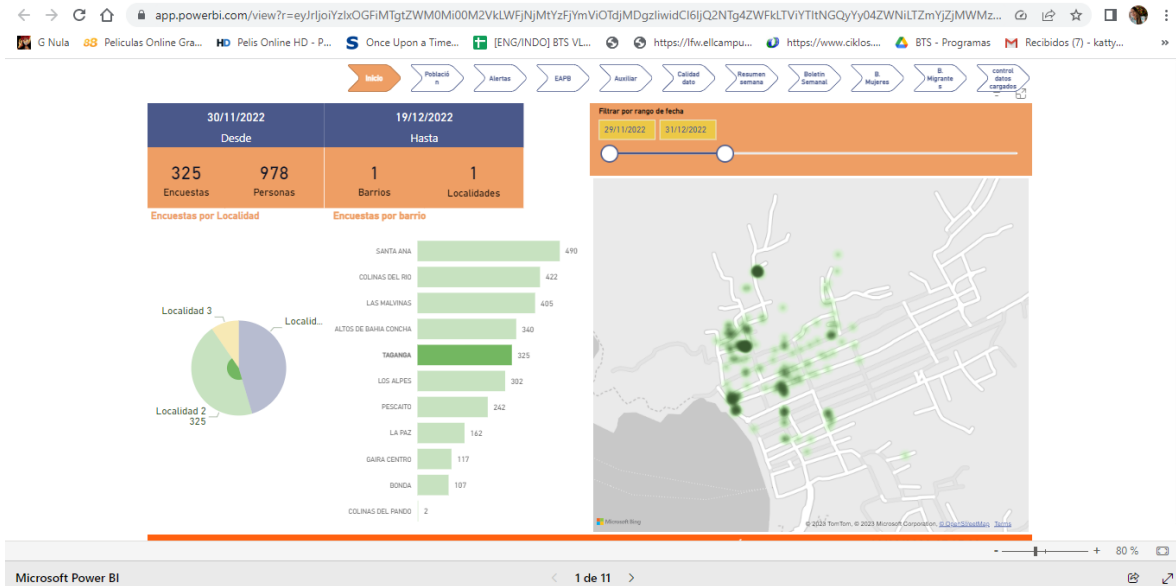 app.powerbi.com/view?r=eyJrIjoiYzIxOGFiMTgtZWM0Mi00M2VkLWFjNjMtYzFjYmViOTdjMDgzIiwidCI6IjQ2NTg4ZWFkLTViYTItNGQyYy04ZWNiLTZmYjZjMWMz...
G Nula
88 Peliculas Online Gra...
HD Pelis Online HD - P...
S Once Upon a Time...
[ENG/INDO] BTS VL...
https://lfw.ellcampu...
https://www.ciklos....
BTS - Programas
M Recibidos (7) - katty...
»
Inicio
Població
n
Alertas
EAPB
Auxiliar
Calidad
dato
Resumen
semana
Boletin
Semanal
B.
Mujeres
B.
Migrante
s
control
datos
cargados
30/11/2022
Desde
19/12/2022
Hasta
325
Encuestas
978
Personas
1
Barrios
1
Localidades
Filtrar por rango de fecha
29/11/2022
31/12/2022
Encuestas por Localidad
Localidad 3
Localid...
Localidad 2
325
Encuestas por barrio
SANTA ANA 490
COLINAS DEL RIO 422
LAS MALVINAS 405
ALTOS DE BAHIA CONCHA 340
TAGANGA 325
LOS ALPES 302
PESCAITO 242
LA PAZ 162
GAIRA CENTRO 117
BONDA 107
COLINAS DEL PANDO 2
Microsoft Bing
© 2023 TomTom, © 2023 Microsoft Corporation, © OpenStreetMap Terms
- + 80 %
Microsoft Power BI
< 1 de 11 >